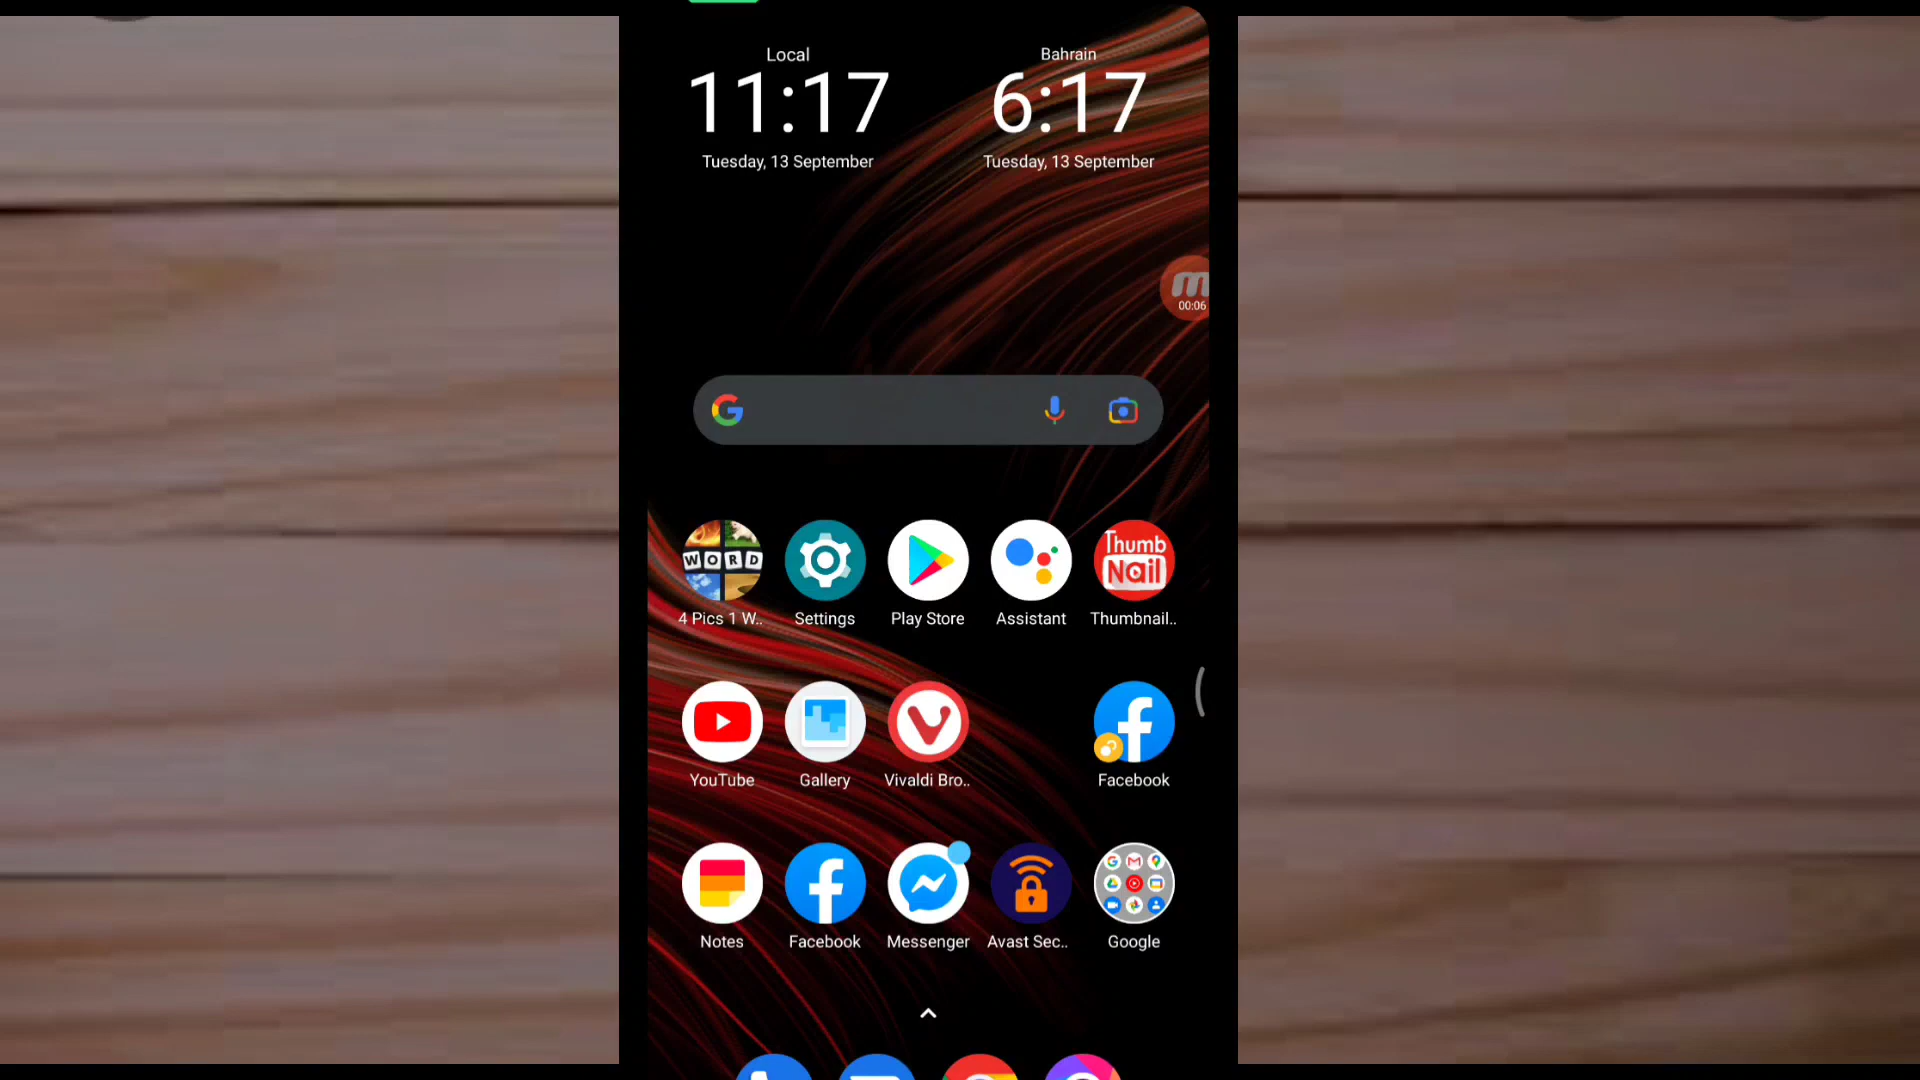 Local
Bahrain
11:17
6:17
Tuesday, 13 September
Tuesday, 13 September
00:06
WORD
Thumb
Nail
4 Pics 1 W..
Settings
Play Store
Assistant
Thumbnail..
YouTube
Gallery
Vivaldi Bro..
Facebook
Notes
Facebook
Messenger
Avast Sec..
Google